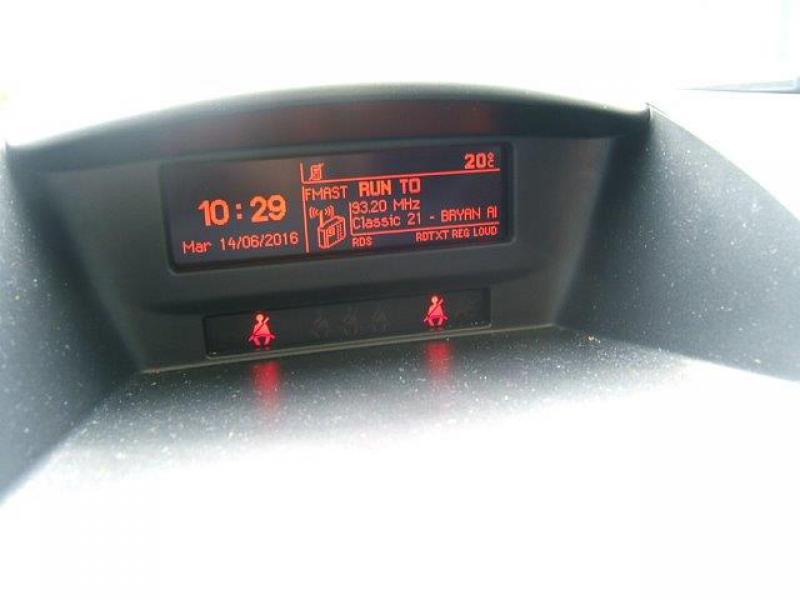 20°C
FMAST RUN TO
10:29
93.20 MHz
Classic 21 - BRYAN A
Mar 14/06/2016
RDS RDTXT REG LOUD